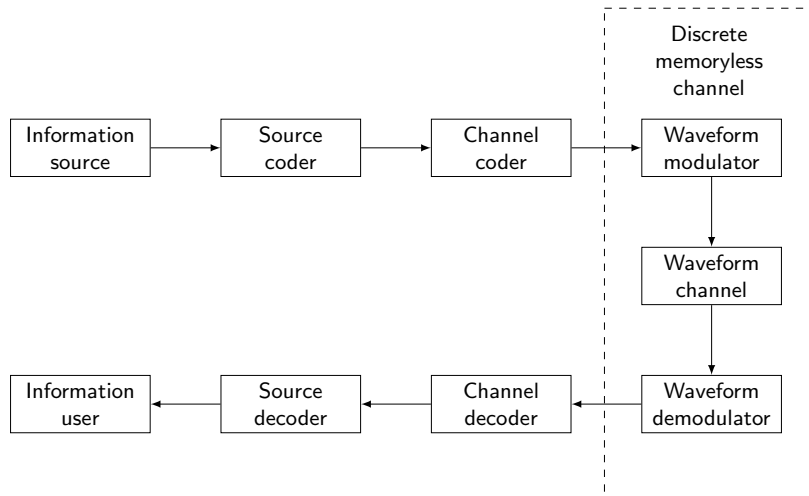 Discrete
memoryless
channel
Information
source
Source
coder
Channel
coder
Waveform
modulator
Waveform
channel
Information
user
Source
decoder
Channel
decoder
Waveform
demodulator